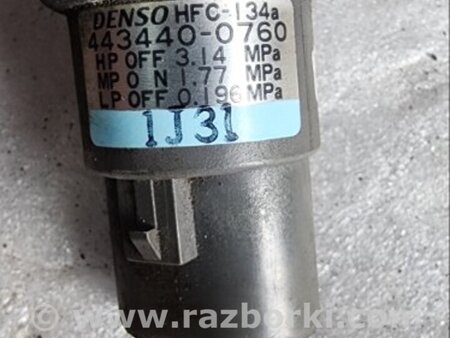 DENSO HFC-134a
443440-0760
HP OFF 3.14 MPa
MP O N 1.77 MPa
LP OFF 0.196 MPa
1J31
www.razborki.com